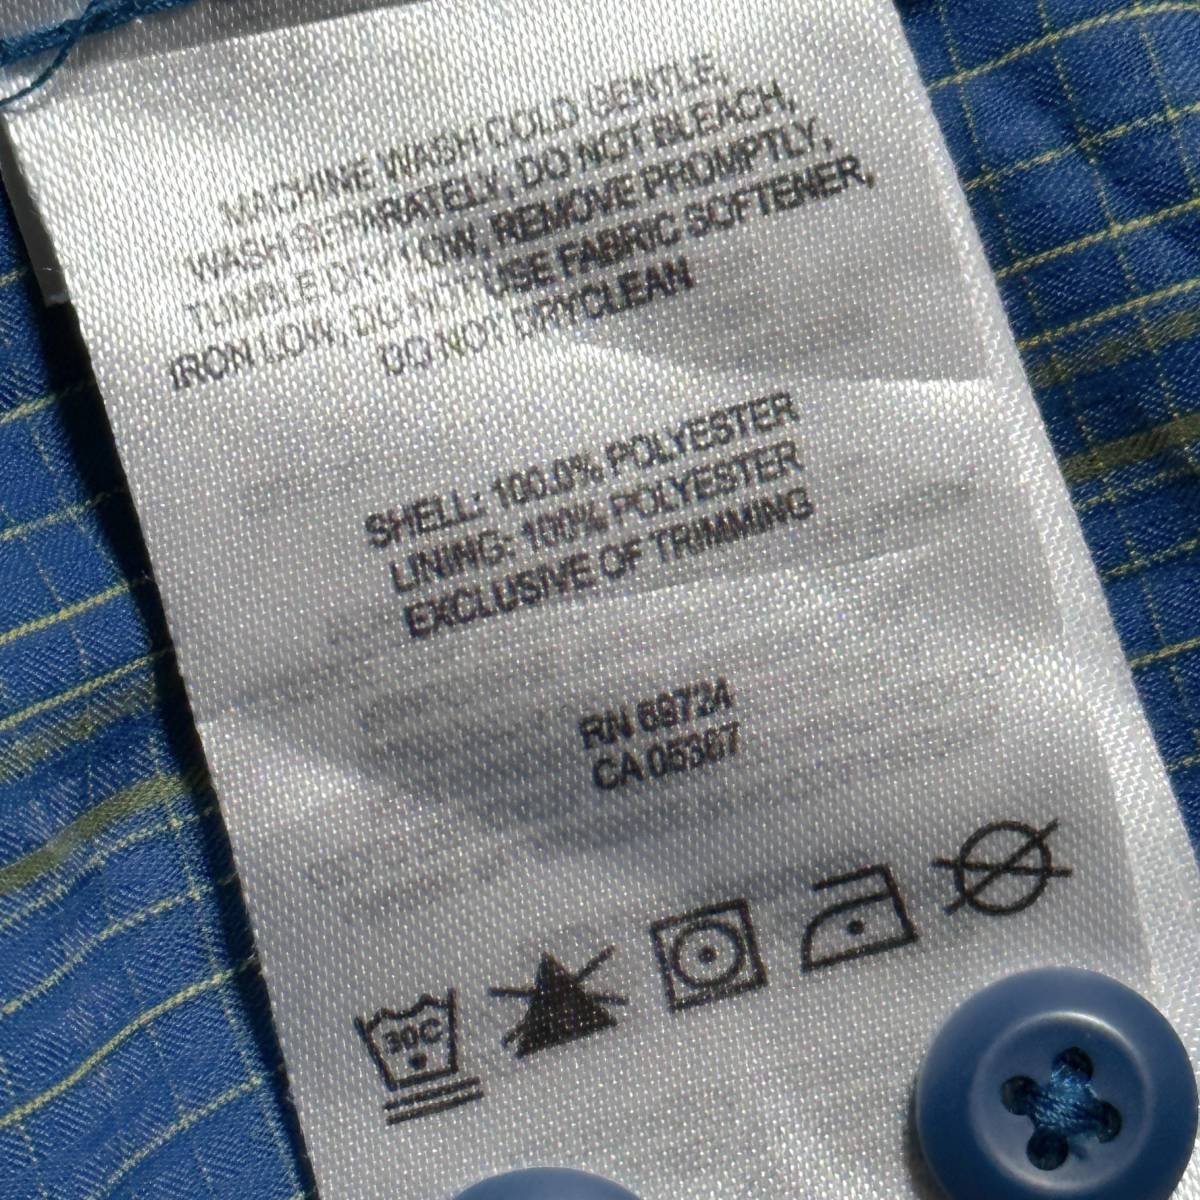 MACHINE WASH COLD GENTLE,
WASH SEPARATELY, DO NOT BLEACH,
TUMBLE DRY LOW, REMOVE PROMPTLY,
IRON LOW, DO NOT USE FABRIC SOFTENER,
DO NOT DRYCLEAN
SHELL: 100.0% POLYESTER
LINING: 100% POLYESTER
EXCLUSIVE OF TRIMMING
RN 69724
CA 05367
30C